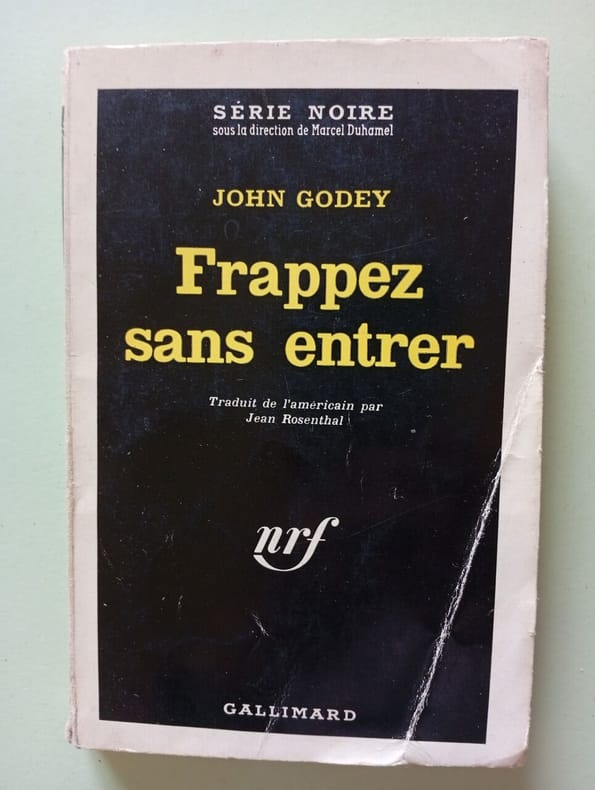 SÉRIE NOIRE
sous la direction de Marcel Duhamel
JOHN GODEY
Frappez
sans entrer
Traduit de l'américain par
Jean Rosenthal
nrf
GALLIMARD